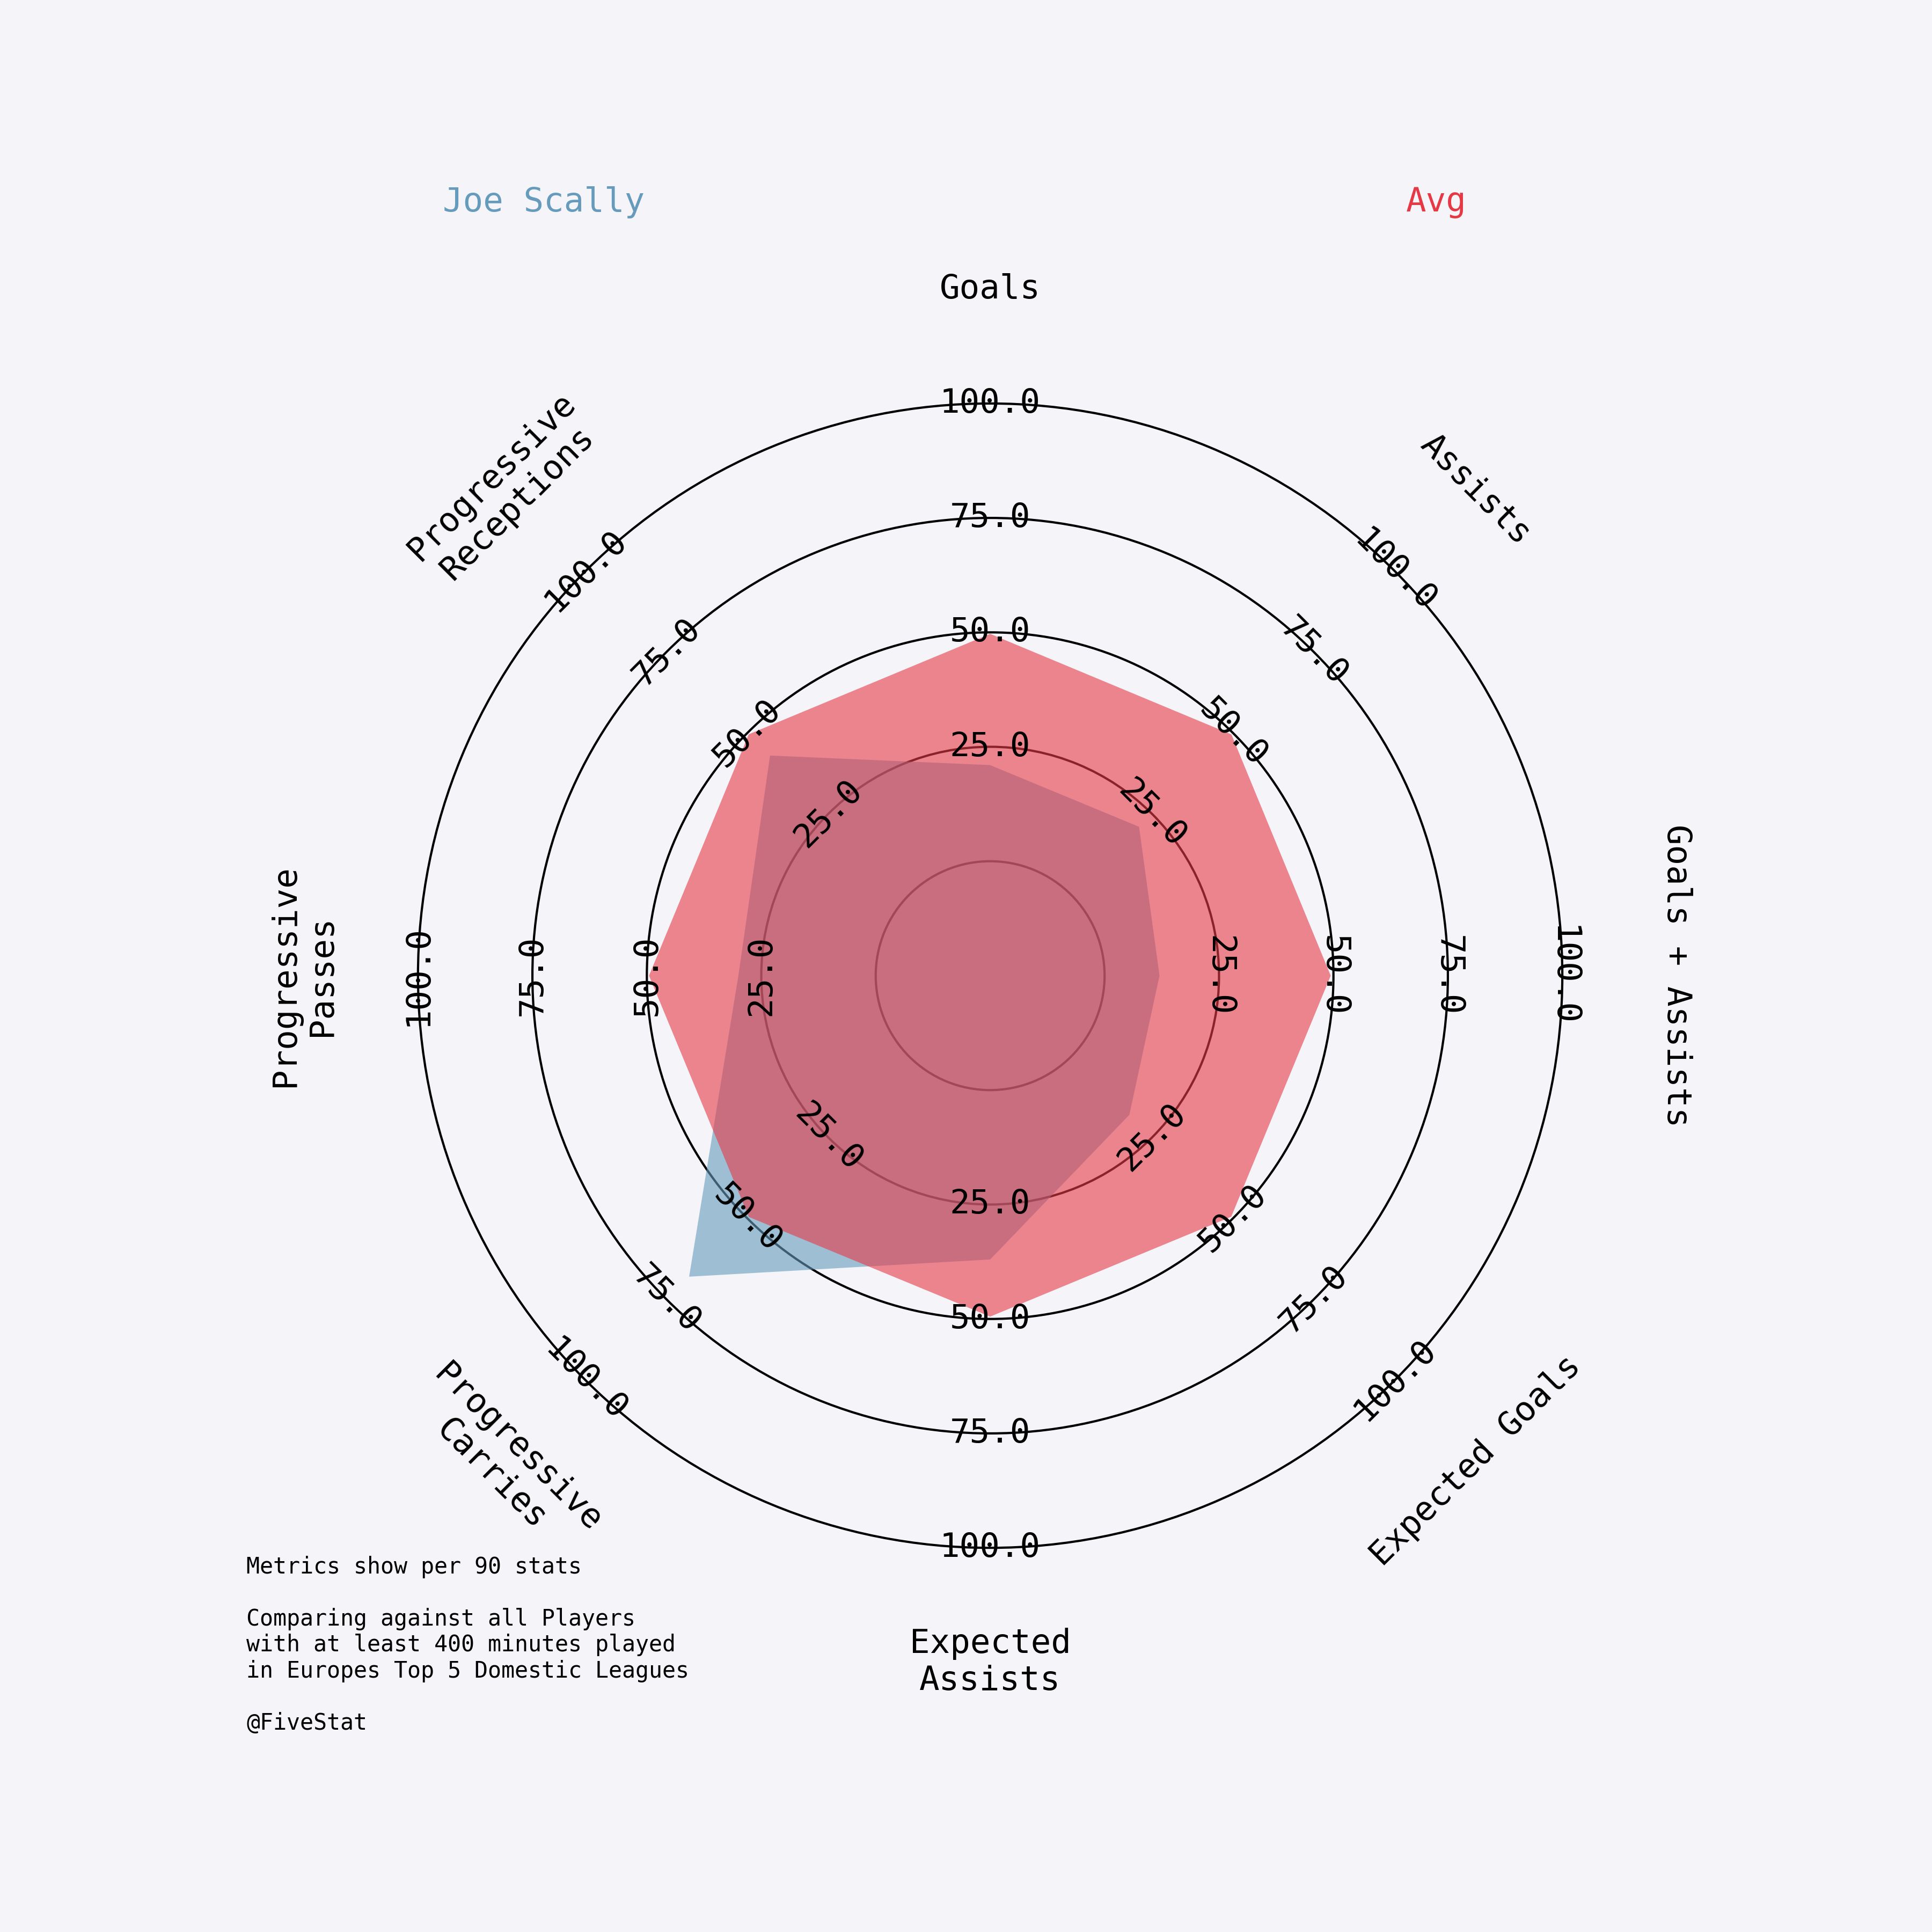 Joe Scally
Avg
Goals
Assists
Goals + Assists
Expected Goals
Expected
Assists
Progressive
Carries
Progressive
Passes
Progressive
Receptions
25.0
50.0
75.0
100.0
25.0
50.0
75.0
100.0
25.0
50.0
75.0
100.0
25.0
50.0
75.0
100.0
25.0
50.0
75.0
100.0
25.0
50.0
75.0
100.0
25.0
50.0
75.0
100.0
25.0
50.0
75.0
100.0
Metrics show per 90 stats
Comparing against all Players
with at least 400 minutes played
in Europes Top 5 Domestic Leagues
@FiveStat